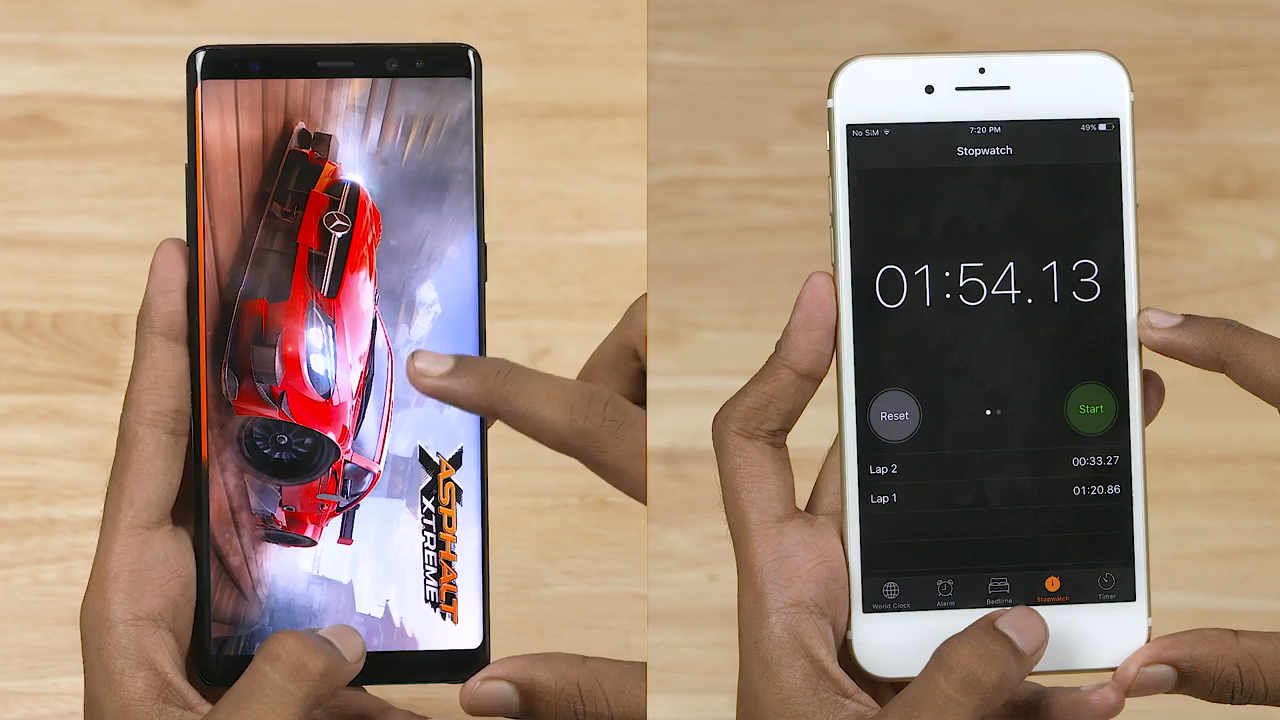 ASPHALT
XTREME
No SIM 7:20 PM 49%
Stopwatch
01:54.13
Reset Start
Lap 2 00:33.27
Lap 1 01:20.86
World Clock Alarm Bedtime Stopwatch Timer